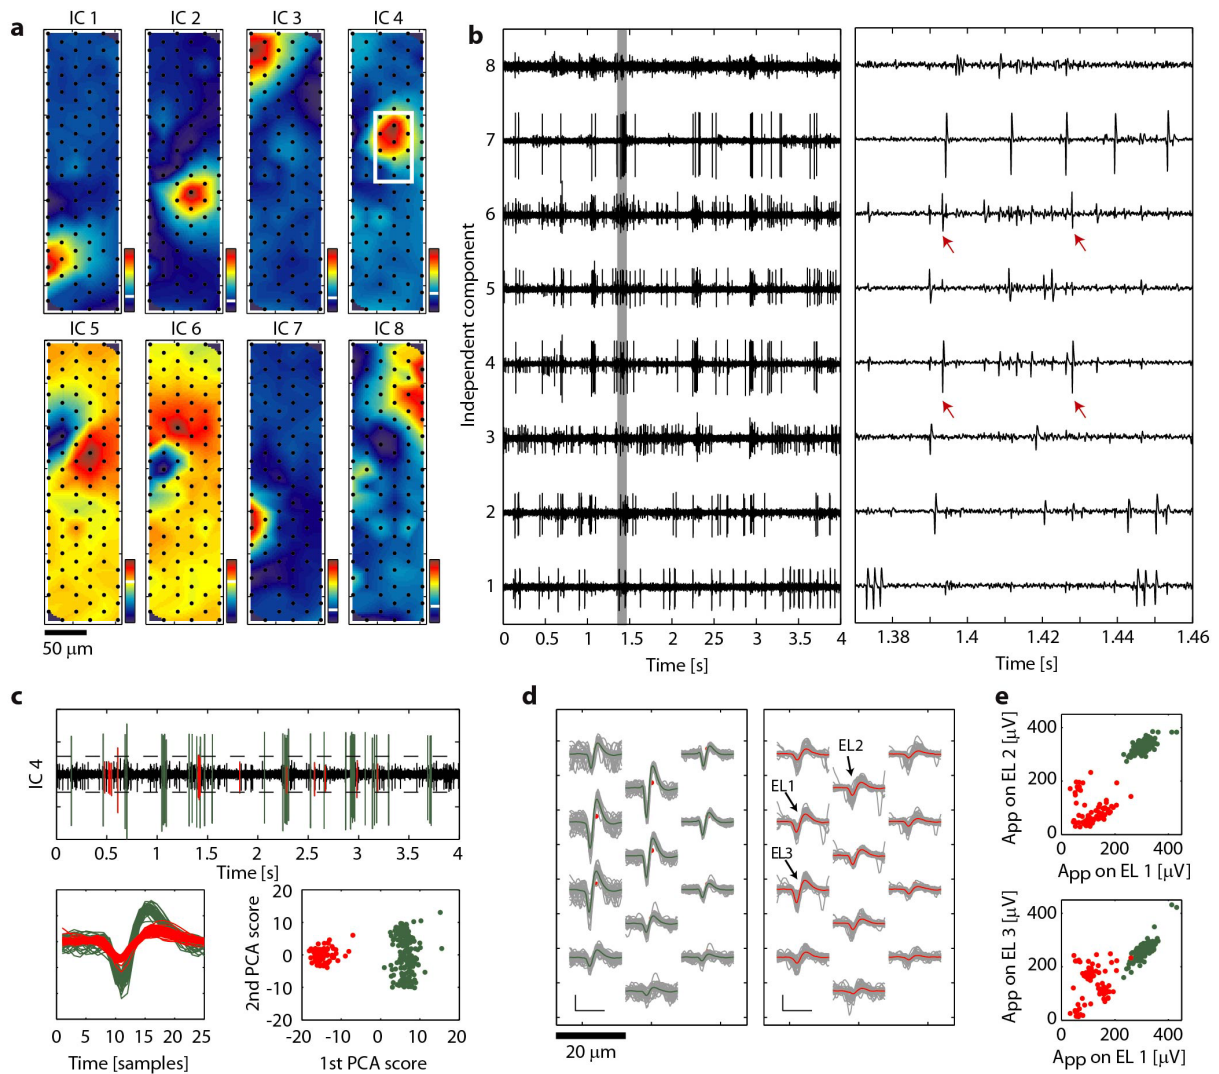 a
IC 1 IC 2 IC 3 IC 4
IC 5 IC 6 IC 7 IC 8
50 μm
b
Independent component
8
7
6
5
4
3
2
1
0 0.5 1 1.5 2 2.5 3 3.5 4
Time [s]
1.38 1.4 1.42 1.44 1.46
Time [s]
c
IC 4
0 0.5 1 1.5 2 2.5 3 3.5 4
Time [s]
0 5 10 15 20 25
Time [samples]
2nd PCA score
20
10
0
-10
-20
-20 -10 0 10 20
1st PCA score
d
EL2
EL1
EL3
20 μm
e
App on EL 2 [μV]
400
200
0
0 200 400
App on EL 1 [μV]
App on EL 3 [μV]
400
200
0
0 200 400
App on EL 1 [μV]